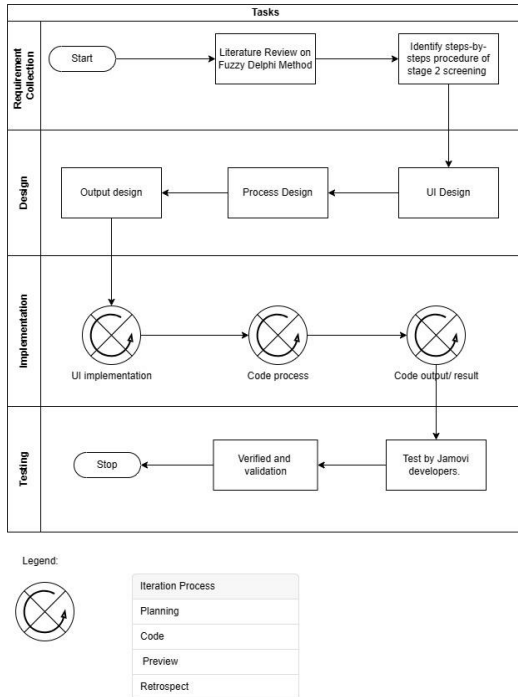 Tasks
Requirement
Collection
Start
Literature Review on
Fuzzy Delphi Method
Identify steps-by-
steps procedure of
stage 2 screening
Design
Output design
Process Design
UI Design
Implementation
UI implementation
Code process
Code output/ result
Testing
Stop
Verified and
validation
Test by Jamovi
developers.
Legend:
Iteration Process
Planning
Code
Preview
Retrospect